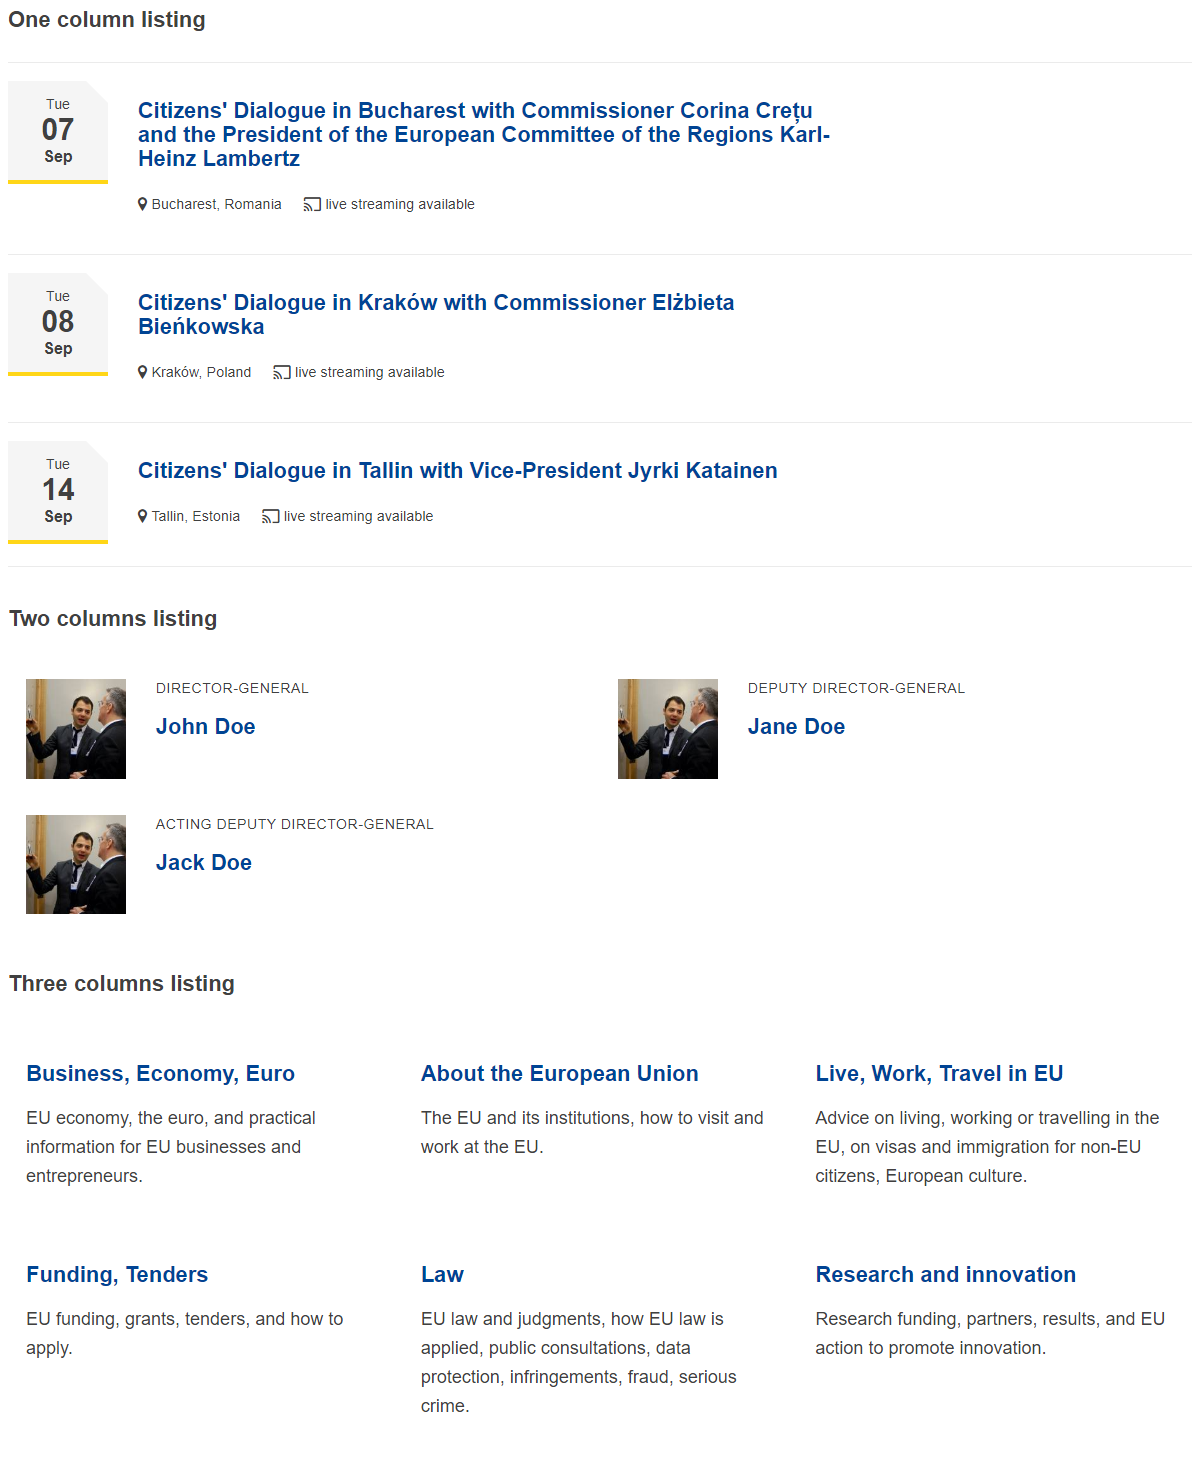 One column listing
Tue
07
Sep
Citizens' Dialogue in Bucharest with Commissioner Corina Crețu
and the President of the European Committee of the Regions Karl-
Heinz Lambertz
Bucharest, Romania live streaming available
Tue
08
Sep
Citizens' Dialogue in Kraków with Commissioner Elżbieta
Bieńkowska
Kraków, Poland live streaming available
Tue
14
Sep
Citizens' Dialogue in Tallin with Vice-President Jyrki Katainen
Tallin, Estonia live streaming available
Two columns listing
DIRECTOR-GENERAL
John Doe
DEPUTY DIRECTOR-GENERAL
Jane Doe
ACTING DEPUTY DIRECTOR-GENERAL
Jack Doe
Three columns listing
Business, Economy, Euro
EU economy, the euro, and practical
information for EU businesses and
entrepreneurs.
About the European Union
The EU and its institutions, how to visit and
work at the EU.
Live, Work, Travel in EU
Advice on living, working or travelling in the
EU, on visas and immigration for non-EU
citizens, European culture.
Funding, Tenders
EU funding, grants, tenders, and how to
apply.
Law
EU law and judgments, how EU law is
applied, public consultations, data
protection, infringements, fraud, serious
crime.
Research and innovation
Research funding, partners, results, and EU
action to promote innovation.